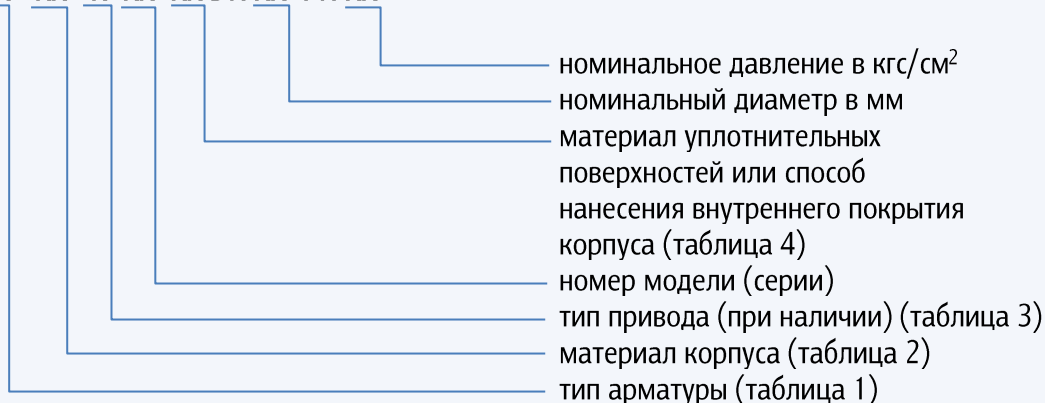 номинальное давление в кгс/см²
номинальный диаметр в мм
материал уплотнительных
поверхностей или способ
нанесения внутреннего покрытия
корпуса (таблица 4)
номер модели (серии)
тип привода (при наличии) (таблица 3)
материал корпуса (таблица 2)
тип арматуры (таблица 1)